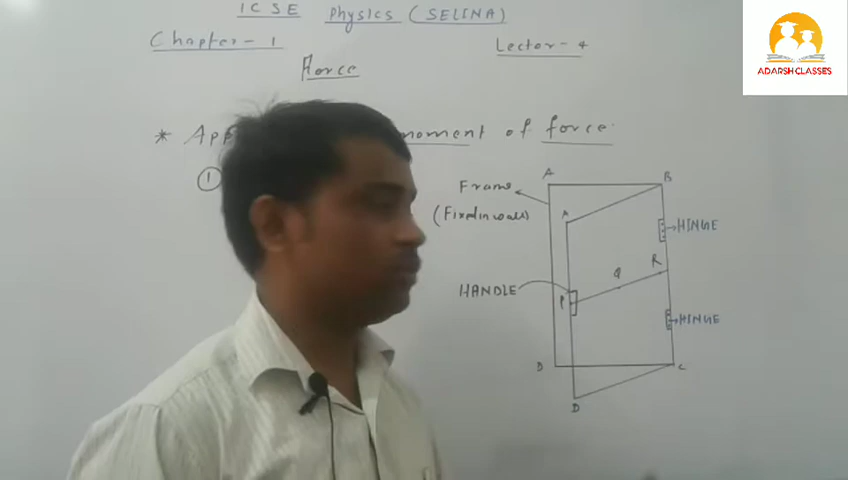 ICSE Physics (SELINA)
Chapter-1
Lector-4
Force
ADARSH CLASSES
* App moment of force.
①
A
B
Frame
(Fixed in wall)
A
HINGE
R
Q
HANDLE
P
HINGE
D
C
D